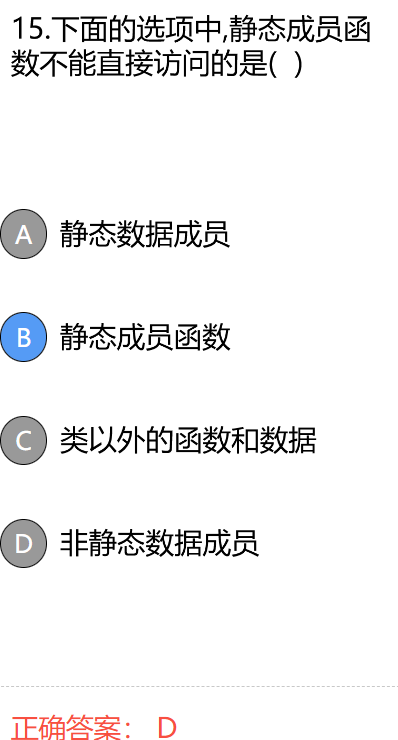 15.下面的选项中,静态成员函
数不能直接访问的是( )
A 静态数据成员
B 静态成员函数
C 类以外的函数和数据
D 非静态数据成员
正确答案： D